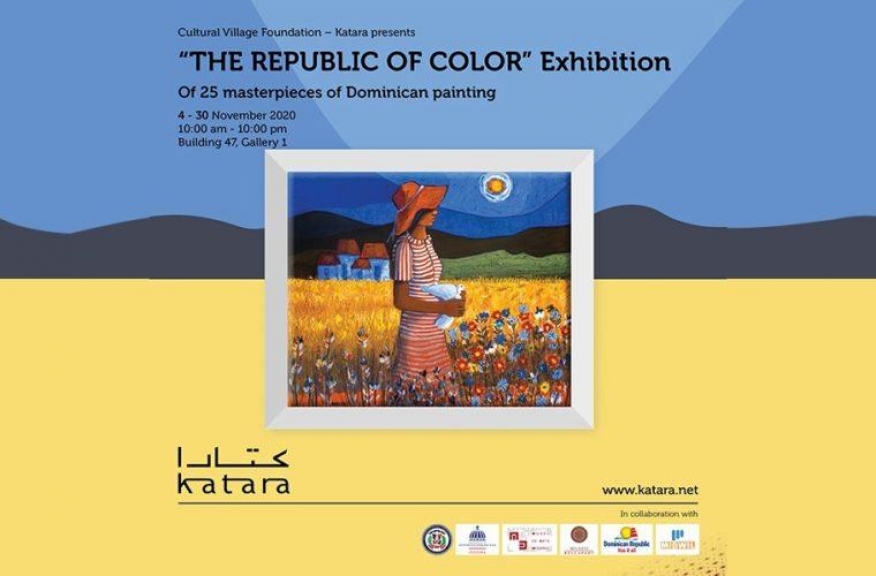 Cultural Village Foundation – Katara presents
“THE REPUBLIC OF COLOR” Exhibition
Of 25 masterpieces of Dominican painting
4 - 30 November 2020
10:00 am - 10:00 pm
Building 47, Gallery 1
كتارا
katara
www.katara.net
In collaboration with
Dominican Republic
Has it all